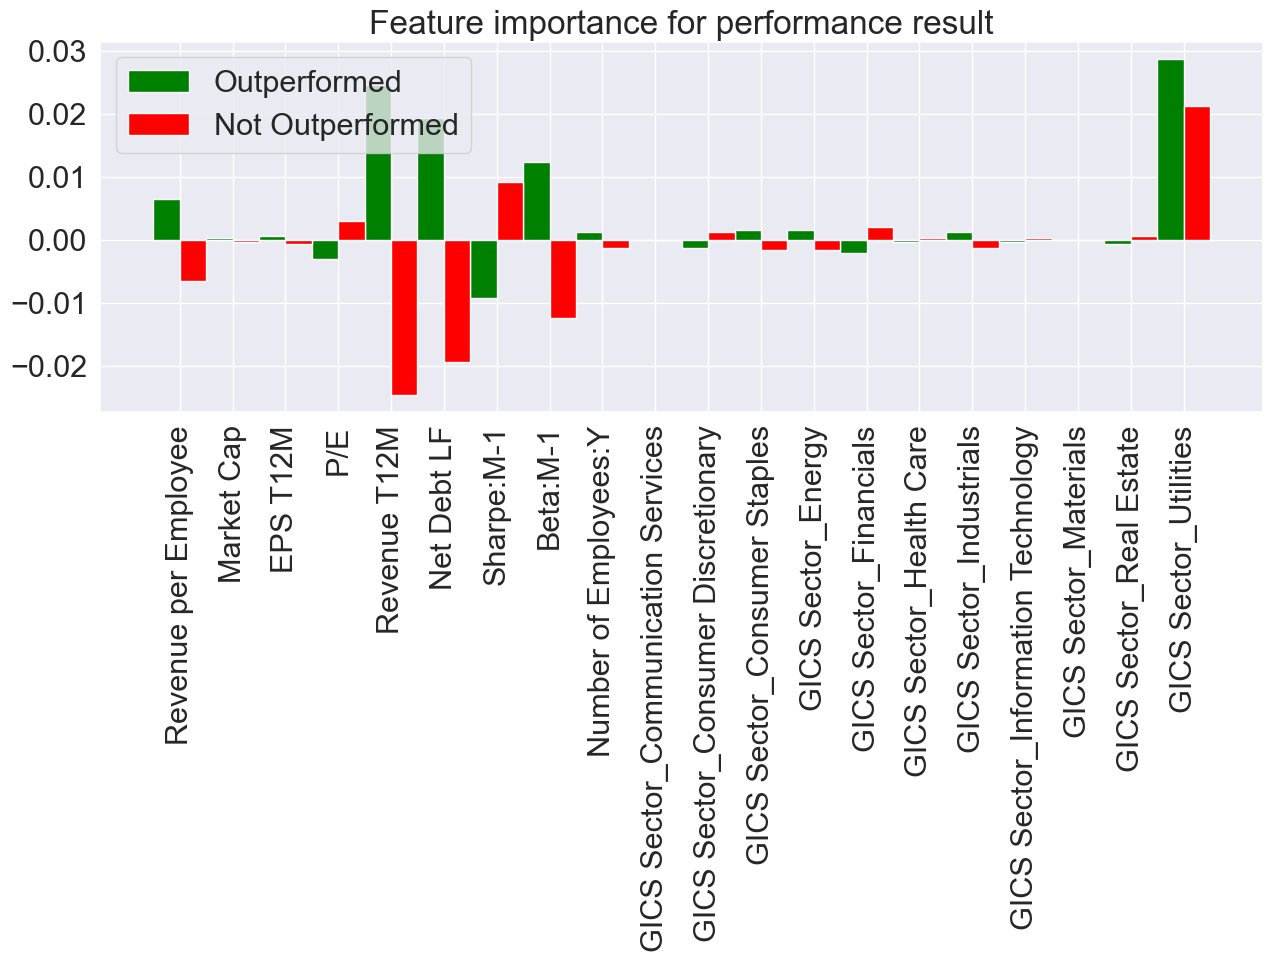 Feature importance for performance result
Outperformed
Not Outperformed
0.03
0.02
0.01
0.00
−0.01
−0.02
Revenue per Employee
Market Cap
EPS T12M
P/E
Revenue T12M
Net Debt LF
Sharpe:M-1
Beta:M-1
Number of Employees:Y
GICS Sector_Communication Services
GICS Sector_Consumer Discretionary
GICS Sector_Consumer Staples
GICS Sector_Energy
GICS Sector_Financials
GICS Sector_Health Care
GICS Sector_Industrials
GICS Sector_Information Technology
GICS Sector_Materials
GICS Sector_Real Estate
GICS Sector_Utilities